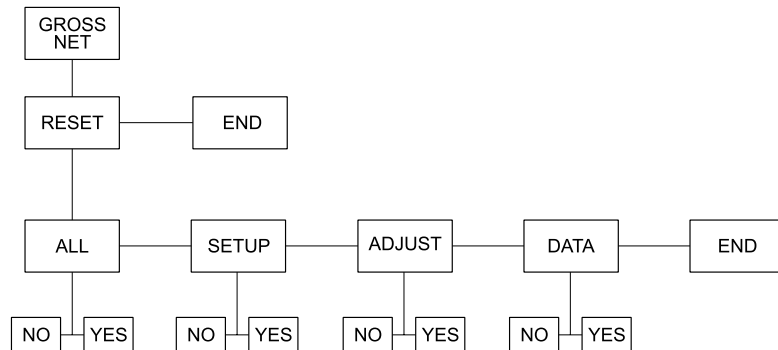 GROSS
NET
RESET
END
ALL
SETUP
ADJUST
DATA
END
NO
YES
NO
YES
NO
YES
NO
YES